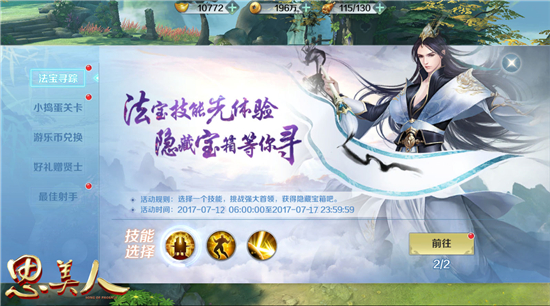 10772
196万
115/130
法宝寻踪
小捣蛋关卡
游乐币兑换
好礼赠贤士
最佳射手
法宝技能先体验
隐藏宝箱等你寻
活动规则：选择一个技能，接战强大首领，获得隐藏宝箱吧。
活动时间：2017-07-12 06:00:00至2017-07-17 23:59:59
技能
选择
前往
2/2
思美人